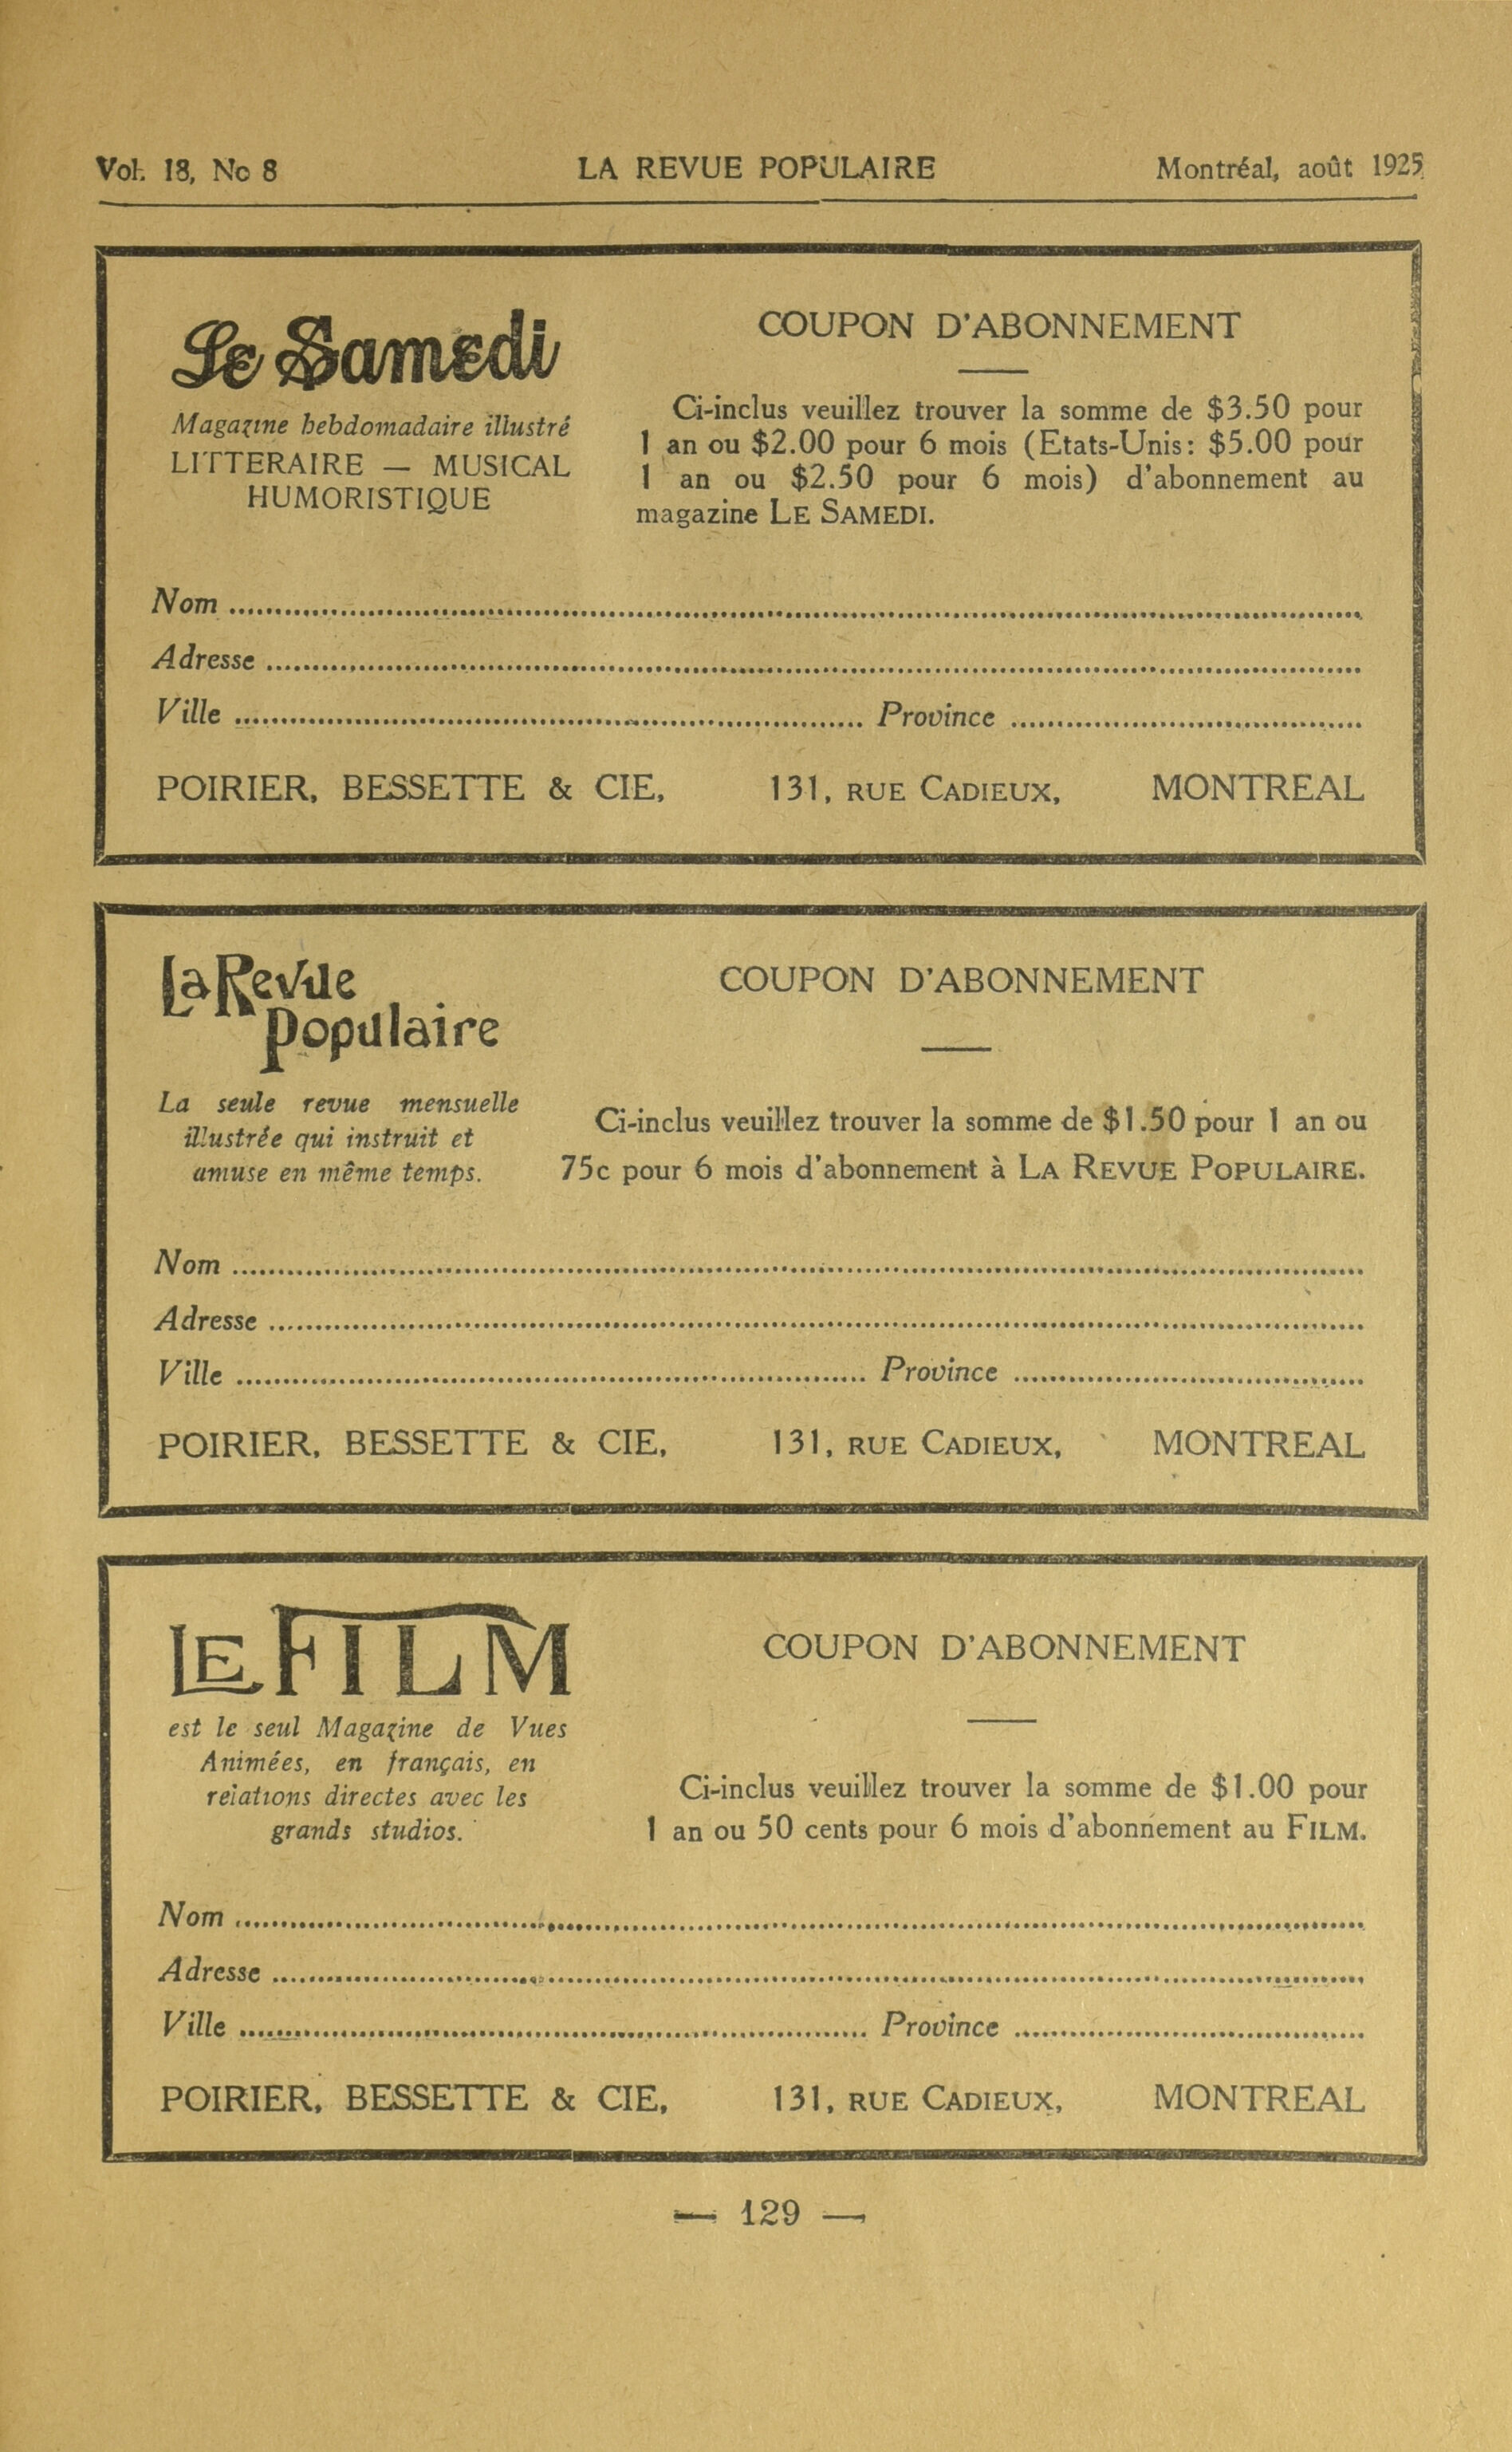 Vol. 18, No 8 LA REVUE POPULAIRE Montréal, août 1925
Le Samedi
Magazine hebdomadaire illustré
LITTERAIRE — MUSICAL
HUMORISTIQUE
COUPON D'ABONNEMENT
Ci-inclus veuillez trouver la somme de $3.50 pour
1 an ou $2.00 pour 6 mois (Etats-Unis: $5.00 pour
1 an ou $2.50 pour 6 mois) d'abonnement au
magazine LE SAMEDI.
Nom
Adresse
Ville Province
POIRIER, BESSETTE & CIE, 131, RUE CADIEUX, MONTREAL
La Revue
Populaire
La seule revue mensuelle
illustrée qui instruit et
amuse en même temps.
COUPON D'ABONNEMENT
Ci-inclus veuillez trouver la somme de $1.50 pour 1 an ou
75c pour 6 mois d'abonnement à LA REVUE POPULAIRE.
Nom
Adresse
Ville Province
POIRIER, BESSETTE & CIE, 131, RUE CADIEUX, MONTREAL
LE FILM
est le seul Magazine de Vues
Animées, en français, en
relations directes avec les
grands studios.
COUPON D'ABONNEMENT
Ci-inclus veuillez trouver la somme de $1.00 pour
1 an ou 50 cents pour 6 mois d'abonnement au FILM.
Nom
Adresse
Ville Province
POIRIER, BESSETTE & CIE, 131, RUE CADIEUX, MONTREAL
— 129 —